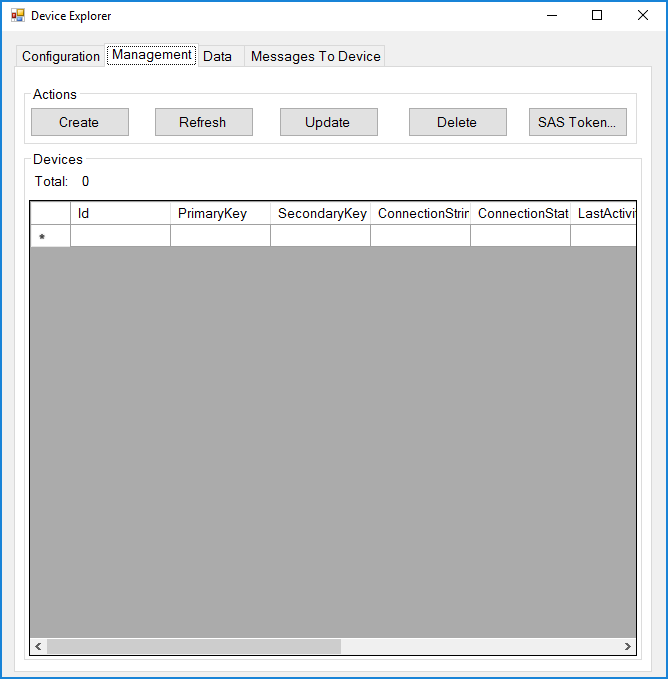 Device Explorer
Configuration Management Data Messages To Device
Actions
Create Refresh Update Delete SAS Token...
Devices
Total: 0
Id PrimaryKey SecondaryKey ConnectionStrin ConnectionStat LastActivi
*